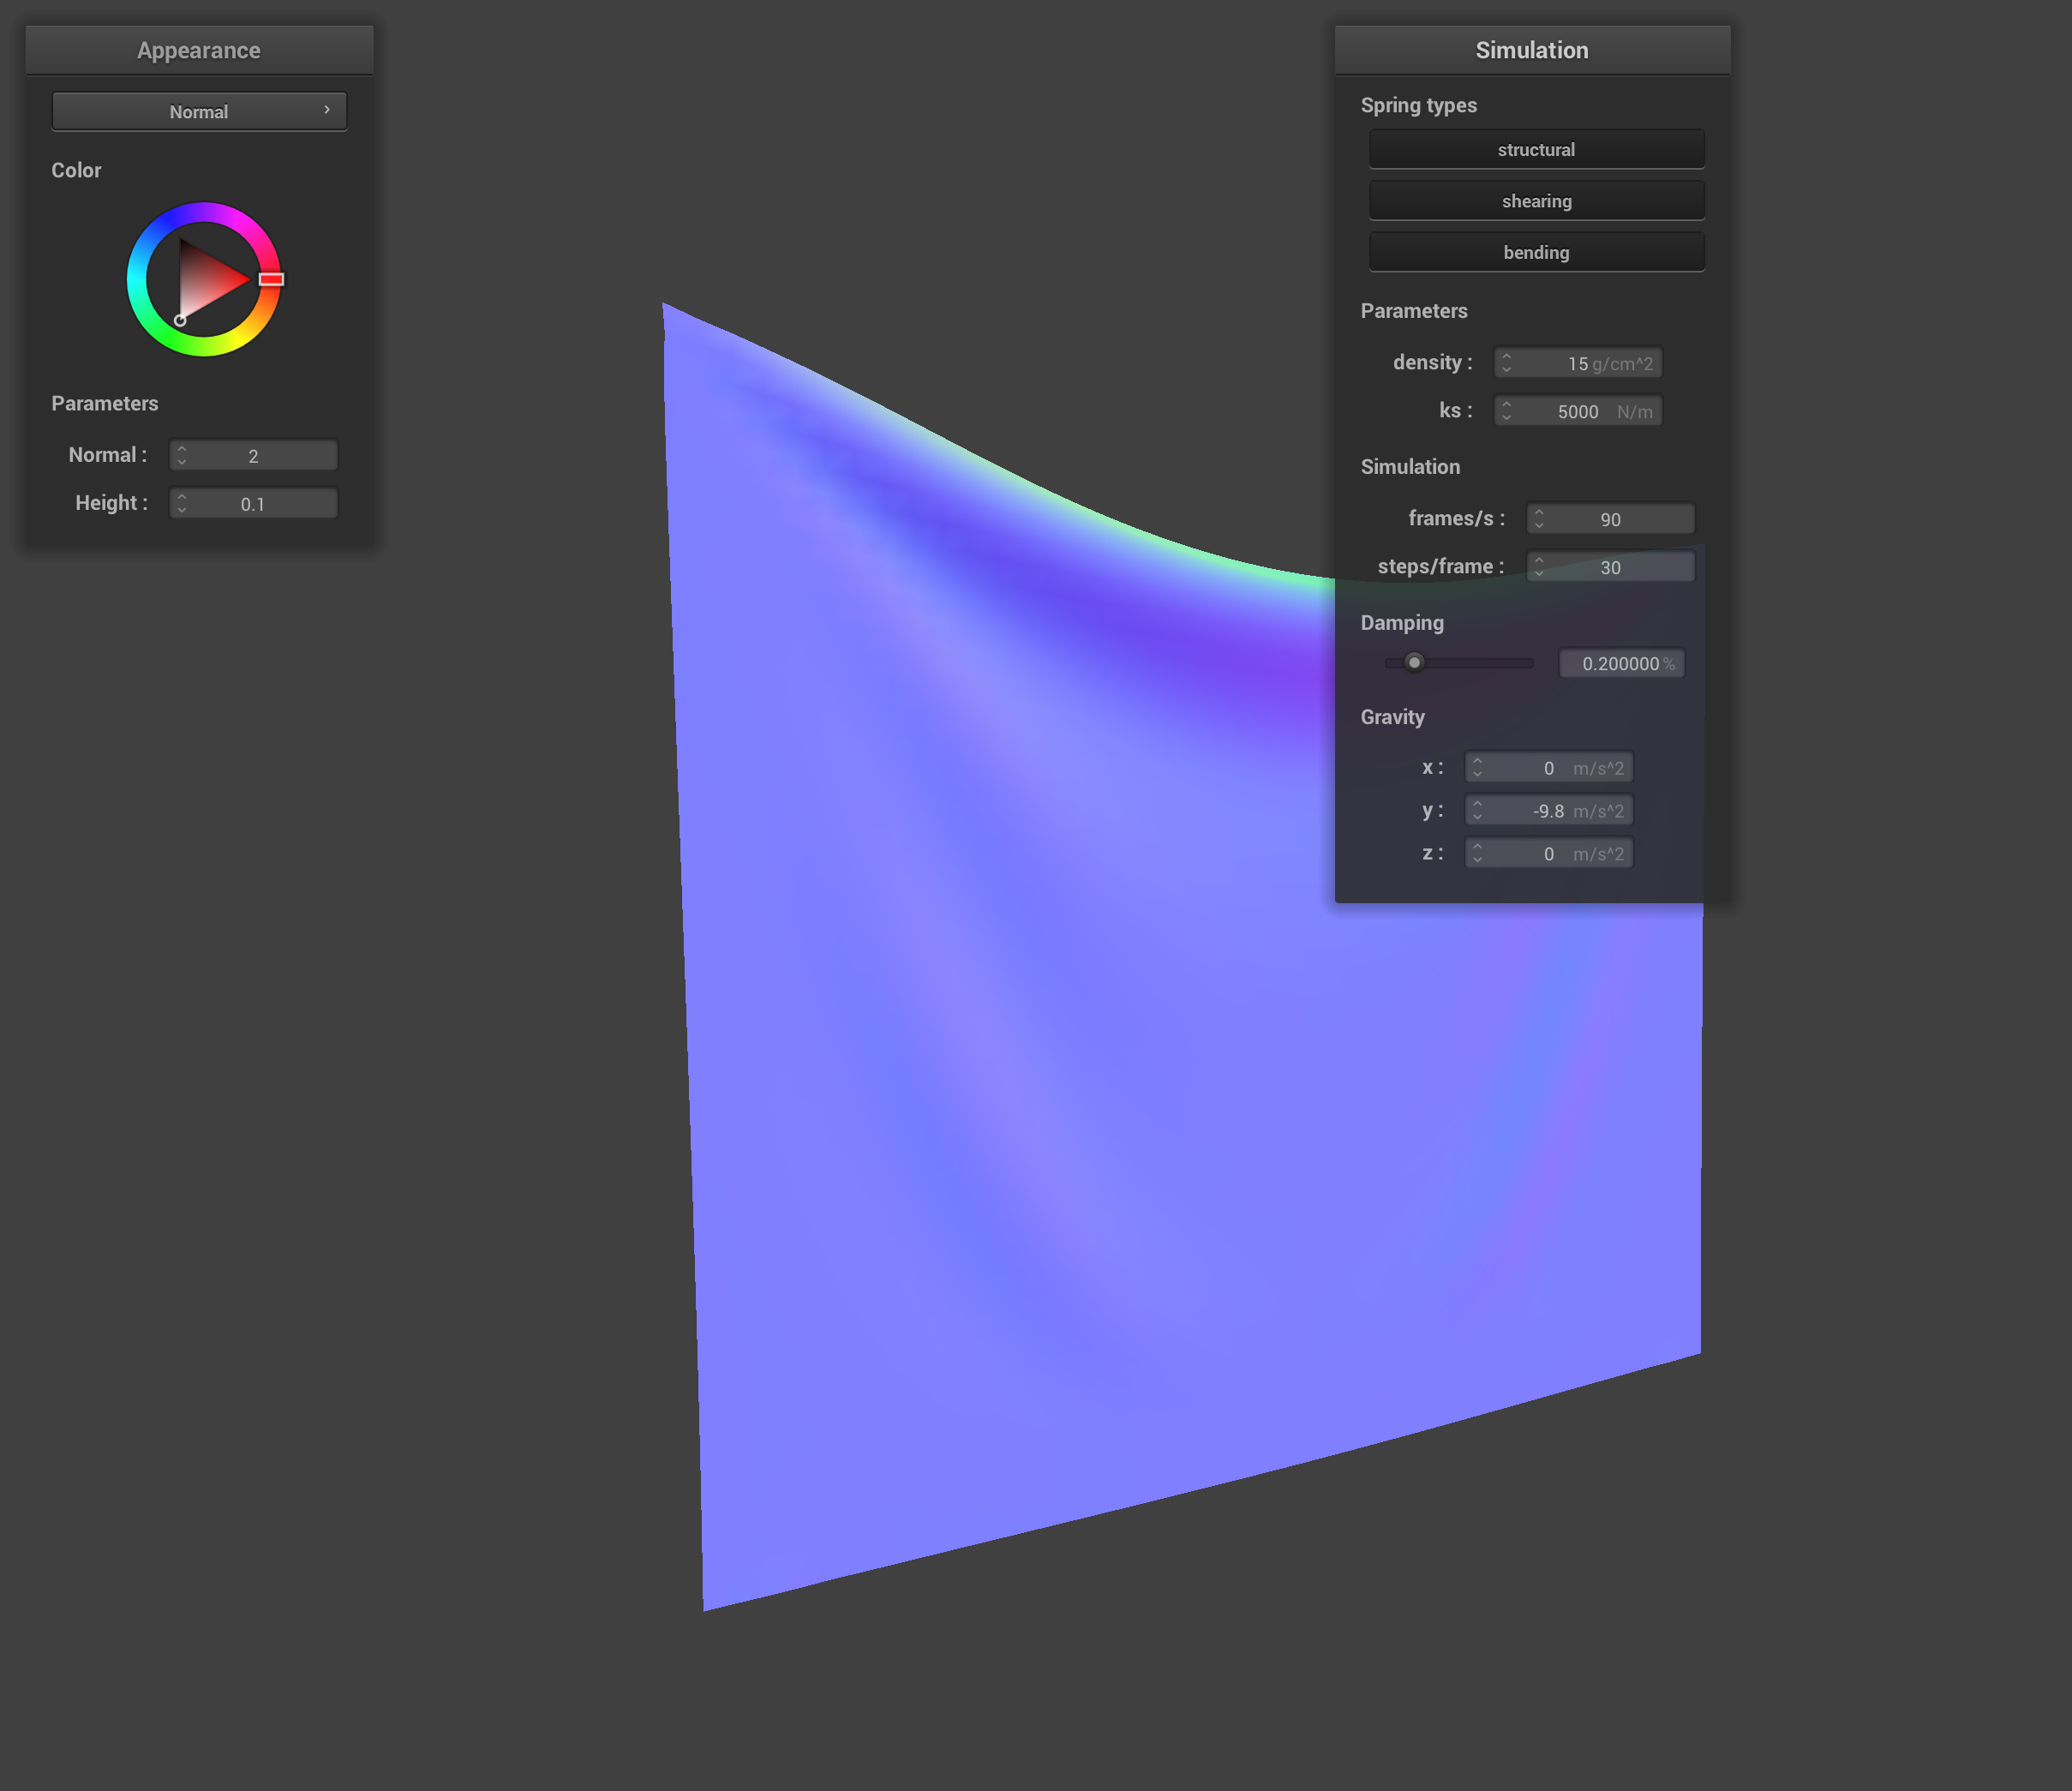 Appearance
Normal
Color
Parameters
Normal : 2
Height : 0.1
Simulation
Spring types
structural
shearing
bending
Parameters
density : 15 g/cm^2
ks : 5000 N/m
Simulation
frames/s : 90
steps/frame : 30
Damping
0.200000 %
Gravity
x : 0 m/s^2
y : -9.8 m/s^2
z : 0 m/s^2